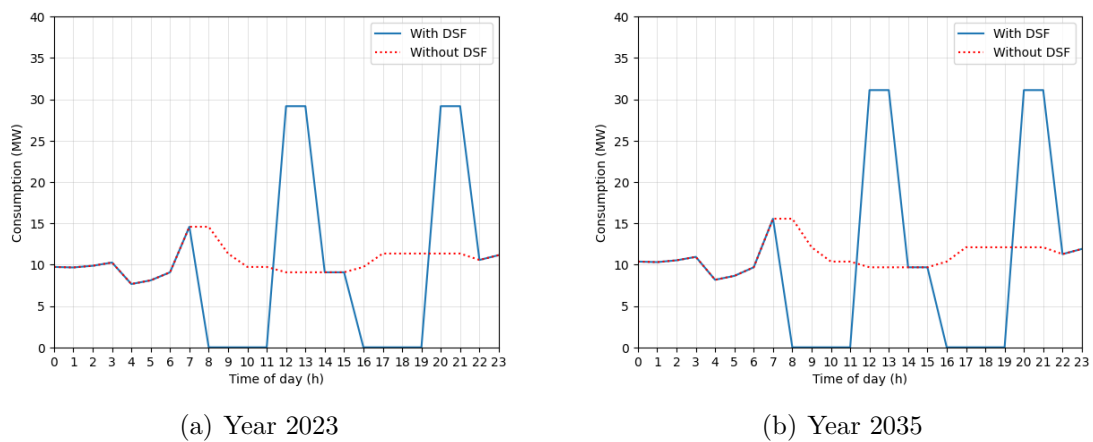 40
35
30
25
20
15
10
5
0
Consumption (MW)
With DSF
Without DSF
0 1 2 3 4 5 6 7 8 9 10 11 12 13 14 15 16 17 18 19 20 21 22 23
Time of day (h)
(a) Year 2023
40
35
30
25
20
15
10
5
0
Consumption (MW)
With DSF
Without DSF
0 1 2 3 4 5 6 7 8 9 10 11 12 13 14 15 16 17 18 19 20 21 22 23
Time of day (h)
(b) Year 2035